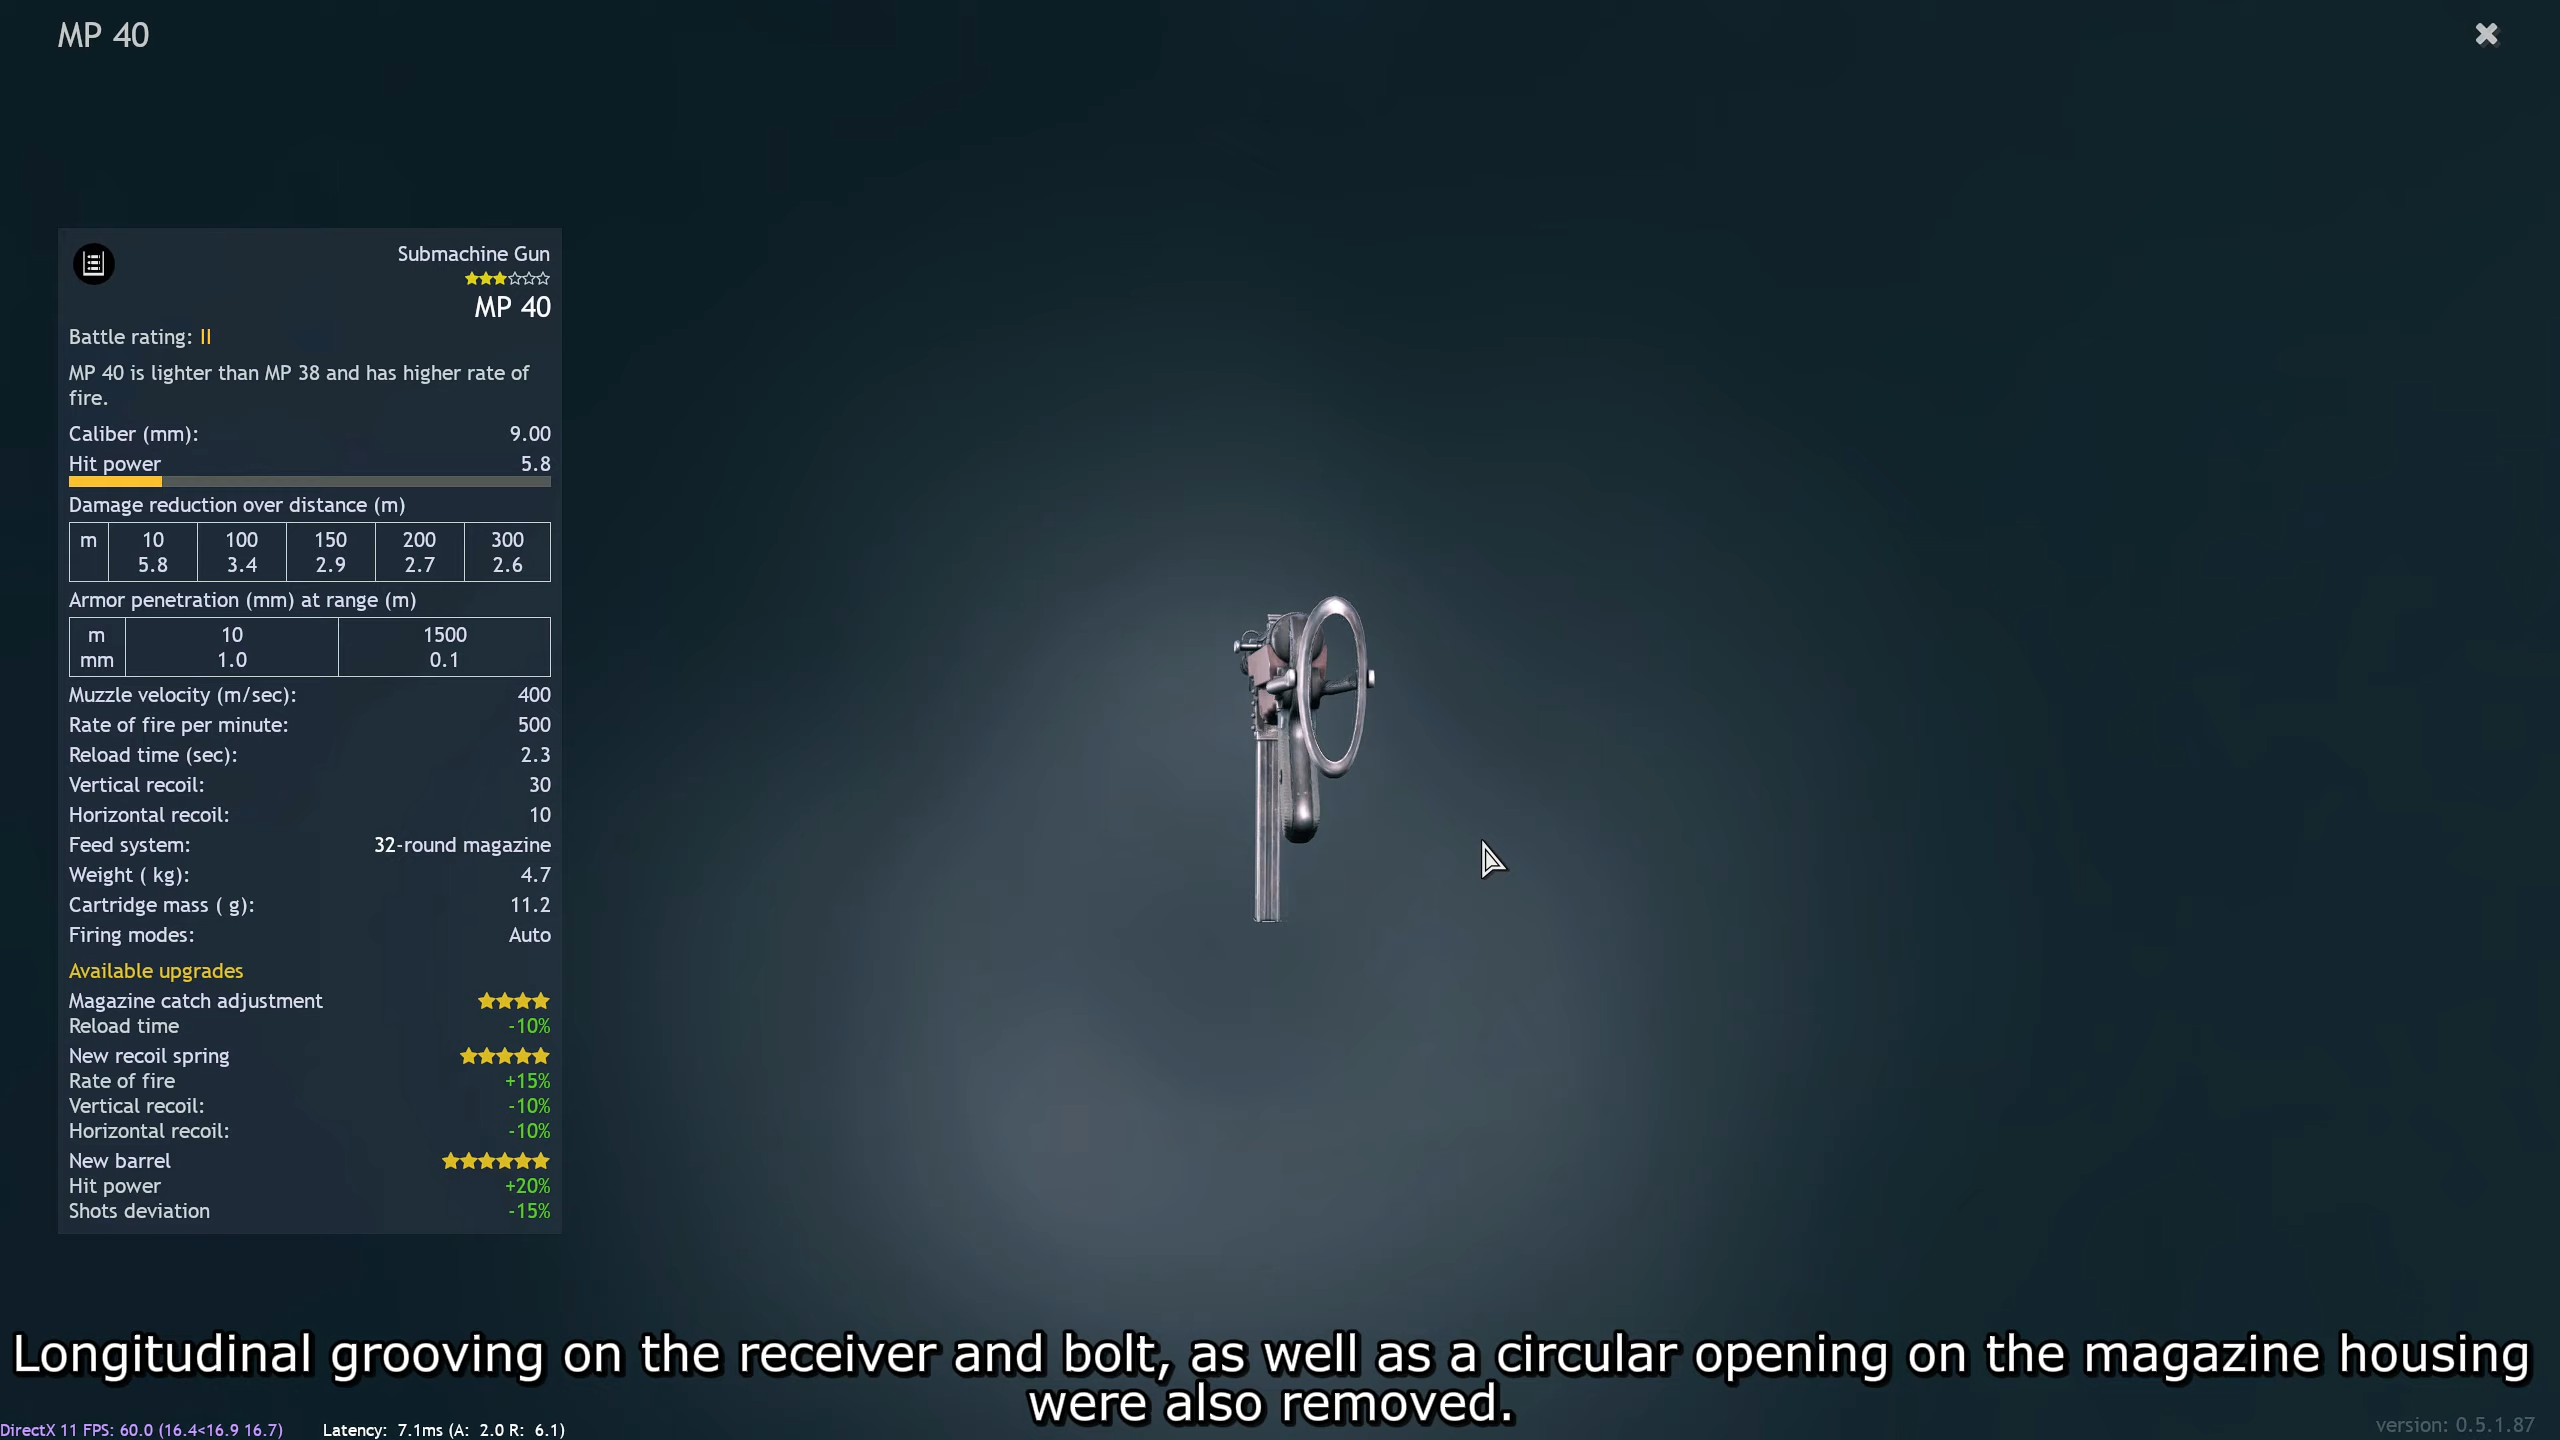 MP 40
Submachine Gun
MP 40
Battle rating: II
MP 40 is lighter than MP 38 and has higher rate of
fire.
Caliber (mm): 9.00
Hit power 5.8
Damage reduction over distance (m)
m 10 100 150 200 300
5.8 3.4 2.9 2.7 2.6
Armor penetration (mm) at range (m)
m 10 1500
mm 1.0 0.1
Muzzle velocity (m/sec): 400
Rate of fire per minute: 500
Reload time (sec): 2.3
Vertical recoil: 30
Horizontal recoil: 10
Feed system: 32-round magazine
Weight ( kg): 4.7
Cartridge mass ( g): 11.2
Firing modes: Auto
Available upgrades
Magazine catch adjustment
Reload time -10%
New recoil spring
Rate of fire +15%
Vertical recoil: -10%
Horizontal recoil: -10%
New barrel
Hit power +20%
Shots deviation -15%
Longitudinal grooving on the receiver and bolt, as well as a circular opening on the magazine housing
were also removed.
DirectX 11 FPS: 60.0 (16.4<16.9 16.7) Latency: 7.1ms (A: 2.0 R: 6.1)
version: 0.5.1.87